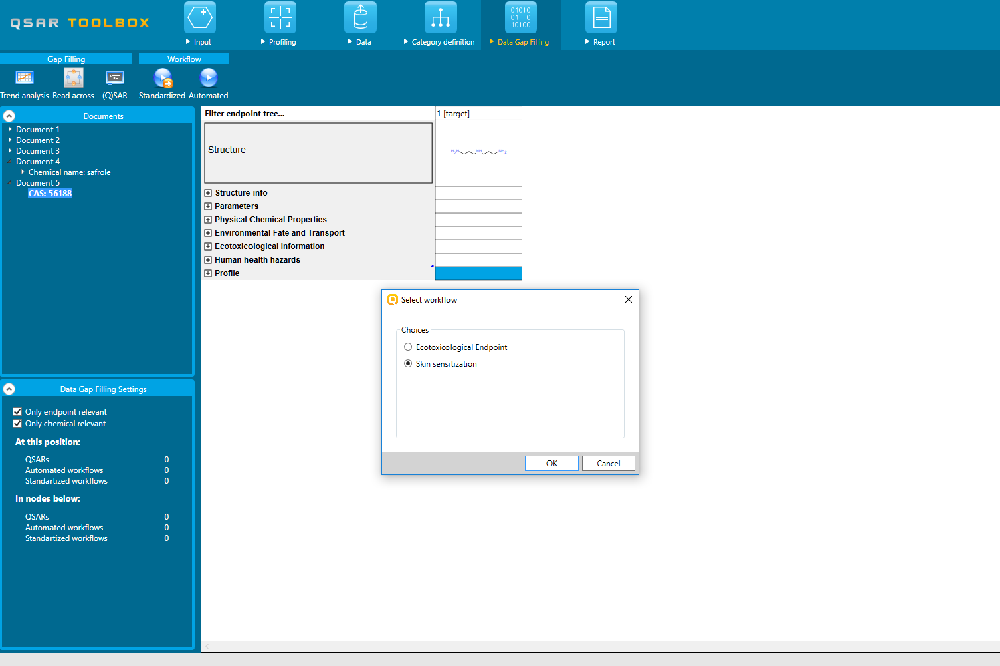 QSAR TOOLBOX
Input
Profiling
Data
Category definition
01010
01 0
10100
Data Gap Filling
Report
Gap Filling
Workflow
Trend analysis
Read across
(Q)SAR
Standardized
Automated
Documents
Document 1
Document 2
Document 3
Document 4
Chemical name: safrole
Document 5
CAS: 56188
Filter endpoint tree...
1 [target]
Structure
H2N NH NH2
Structure info
Parameters
Physical Chemical Properties
Environmental Fate and Transport
Ecotoxicological Information
Human health hazards
Profile
Select workflow
Choices
Ecotoxicological Endpoint
Skin sensitization
OK
Cancel
Data Gap Filling Settings
Only endpoint relevant
Only chemical relevant
At this position:
QSARs 0
Automated workflows 0
Standartized workflows 0
In nodes below:
QSARs 0
Automated workflows 0
Standartized workflows 0